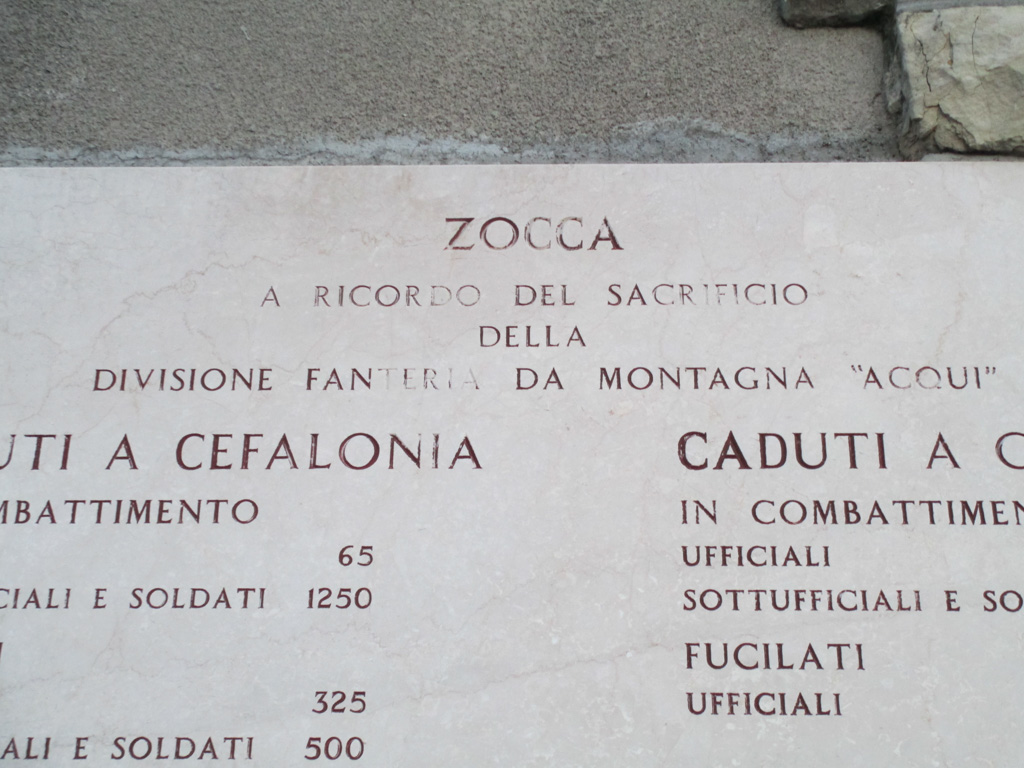 ZOCCA
A RICORDO DEL SACRIFICIO
DELLA
DIVISIONE FANTERIA DA MONTAGNA "ACQUI"
UTI A CEFALONIA
MBATTIMENTO
65
CIALI E SOLDATI 1250
I
325
ALI E SOLDATI 500
CADUTI A C
IN COMBATTIMEN
UFFICIALI
SOTTUFFICIALI E SO
FUCILATI
UFFICIALI